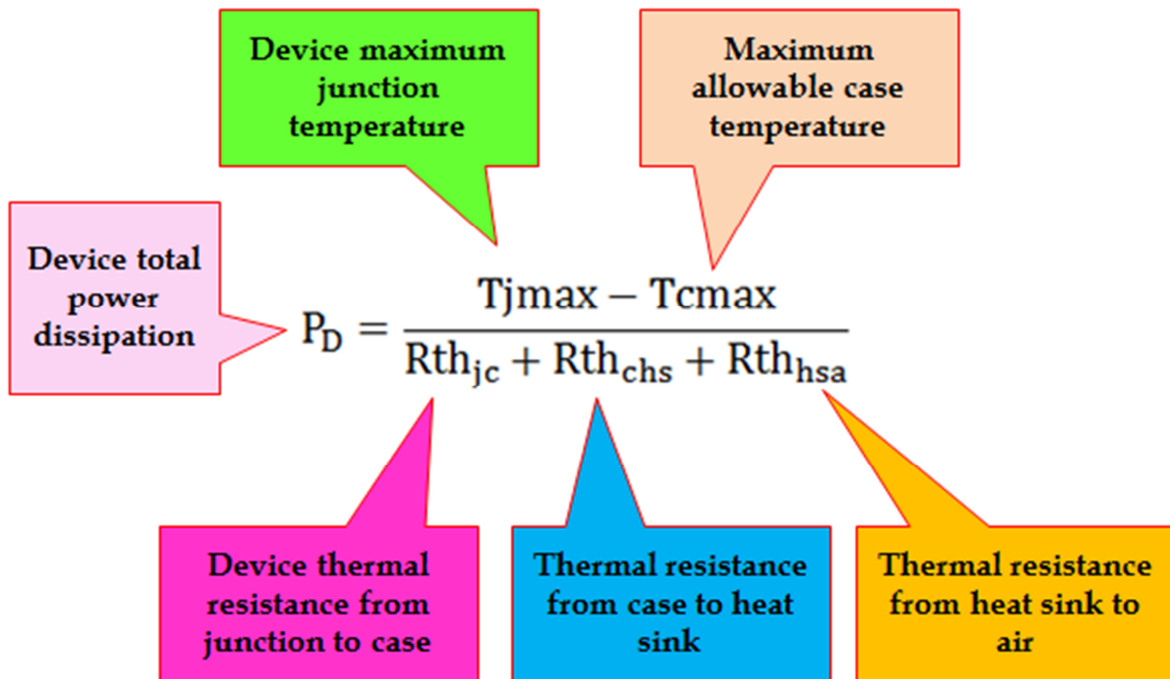 Device maximum
junction
temperature
Maximum
allowable case
temperature
Device total
power
dissipation
P_D = (Tjmax − Tcmax) / (Rth_jc + Rth_chs + Rth_hsa)
Device thermal
resistance from
junction to case
Thermal resistance
from case to heat
sink
Thermal resistance
from heat sink to
air